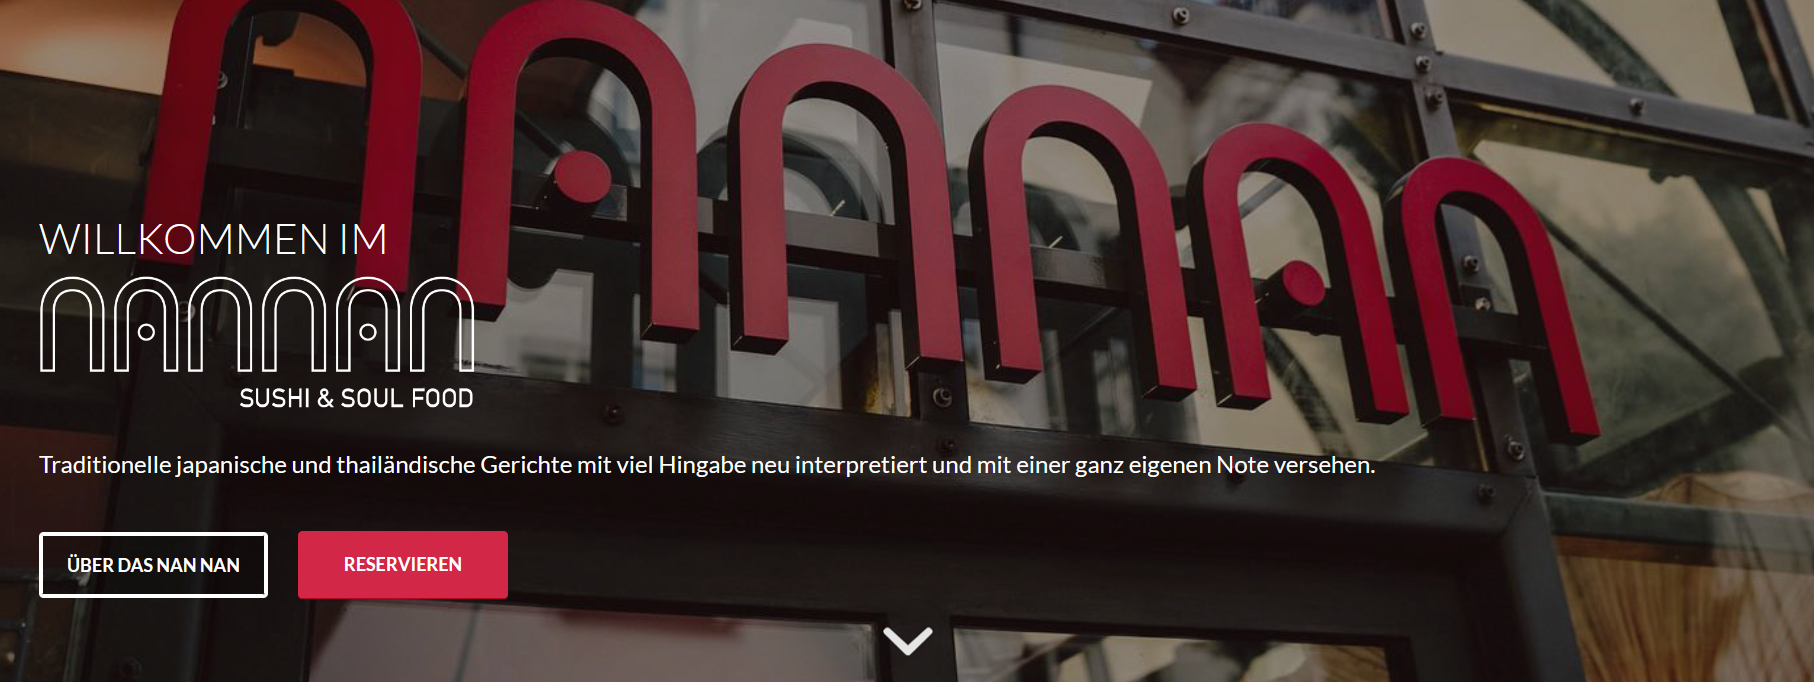 NANNAN
WILLKOMMEN IM
NANNAN
SUSHI & SOUL FOOD
Traditionelle japanische und thailändische Gerichte mit viel Hingabe neu interpretiert und mit einer ganz eigenen Note versehen.
ÜBER DAS NAN NAN
RESERVIEREN